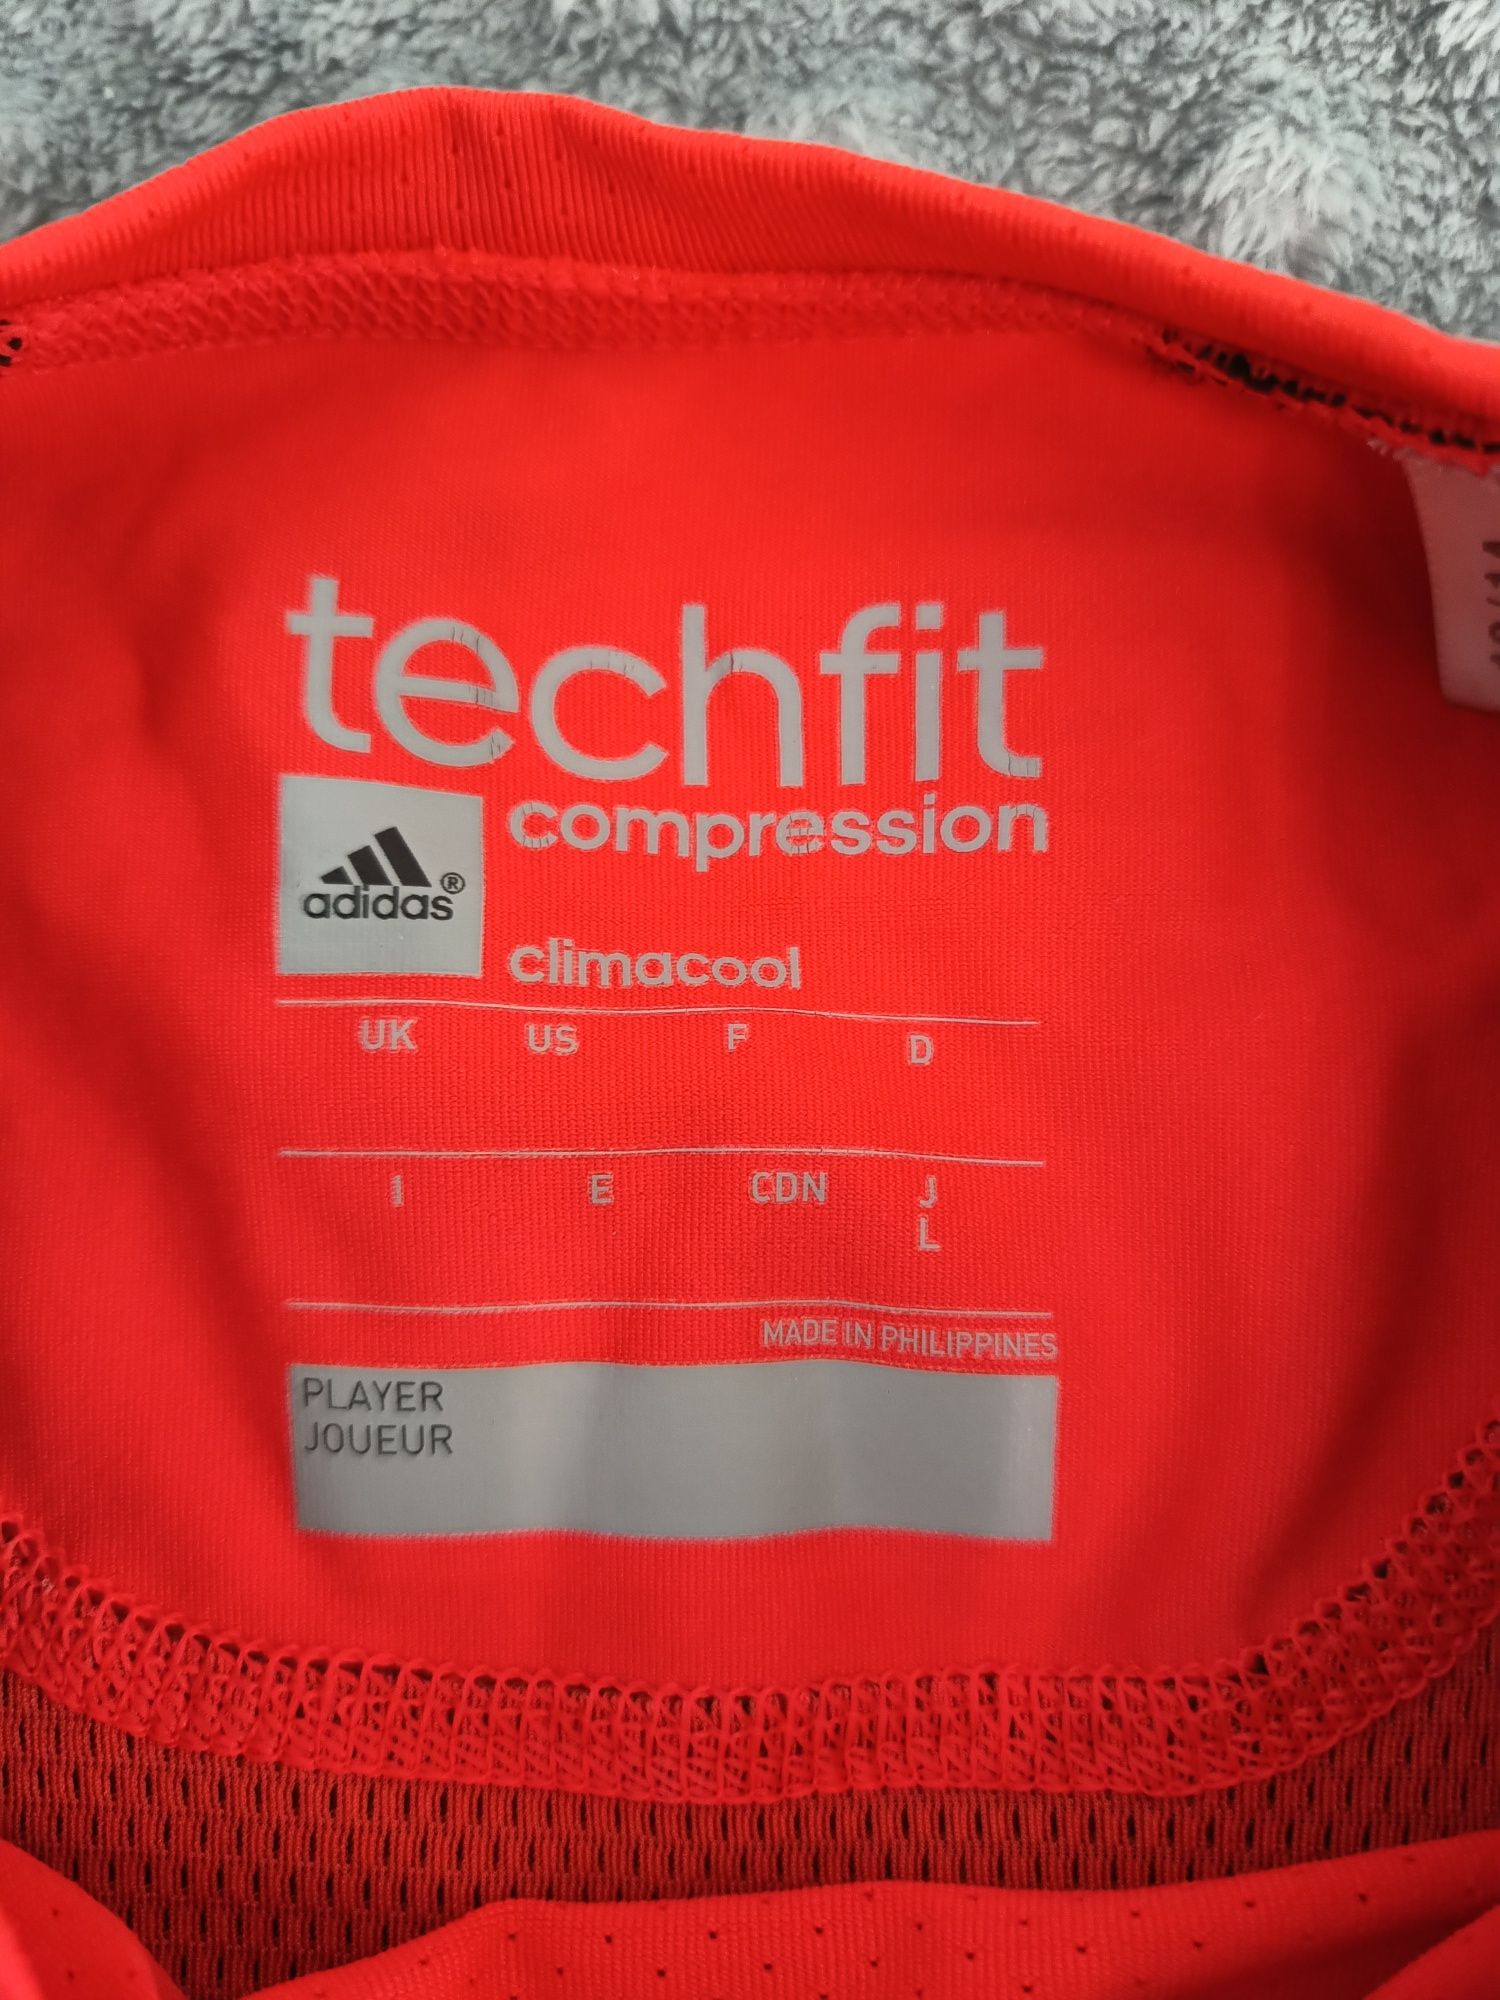 techfit
compression
adidas®
climacool
UK US F D
I E CDN J
L
MADE IN PHILIPPINES
PLAYER
JOUEUR